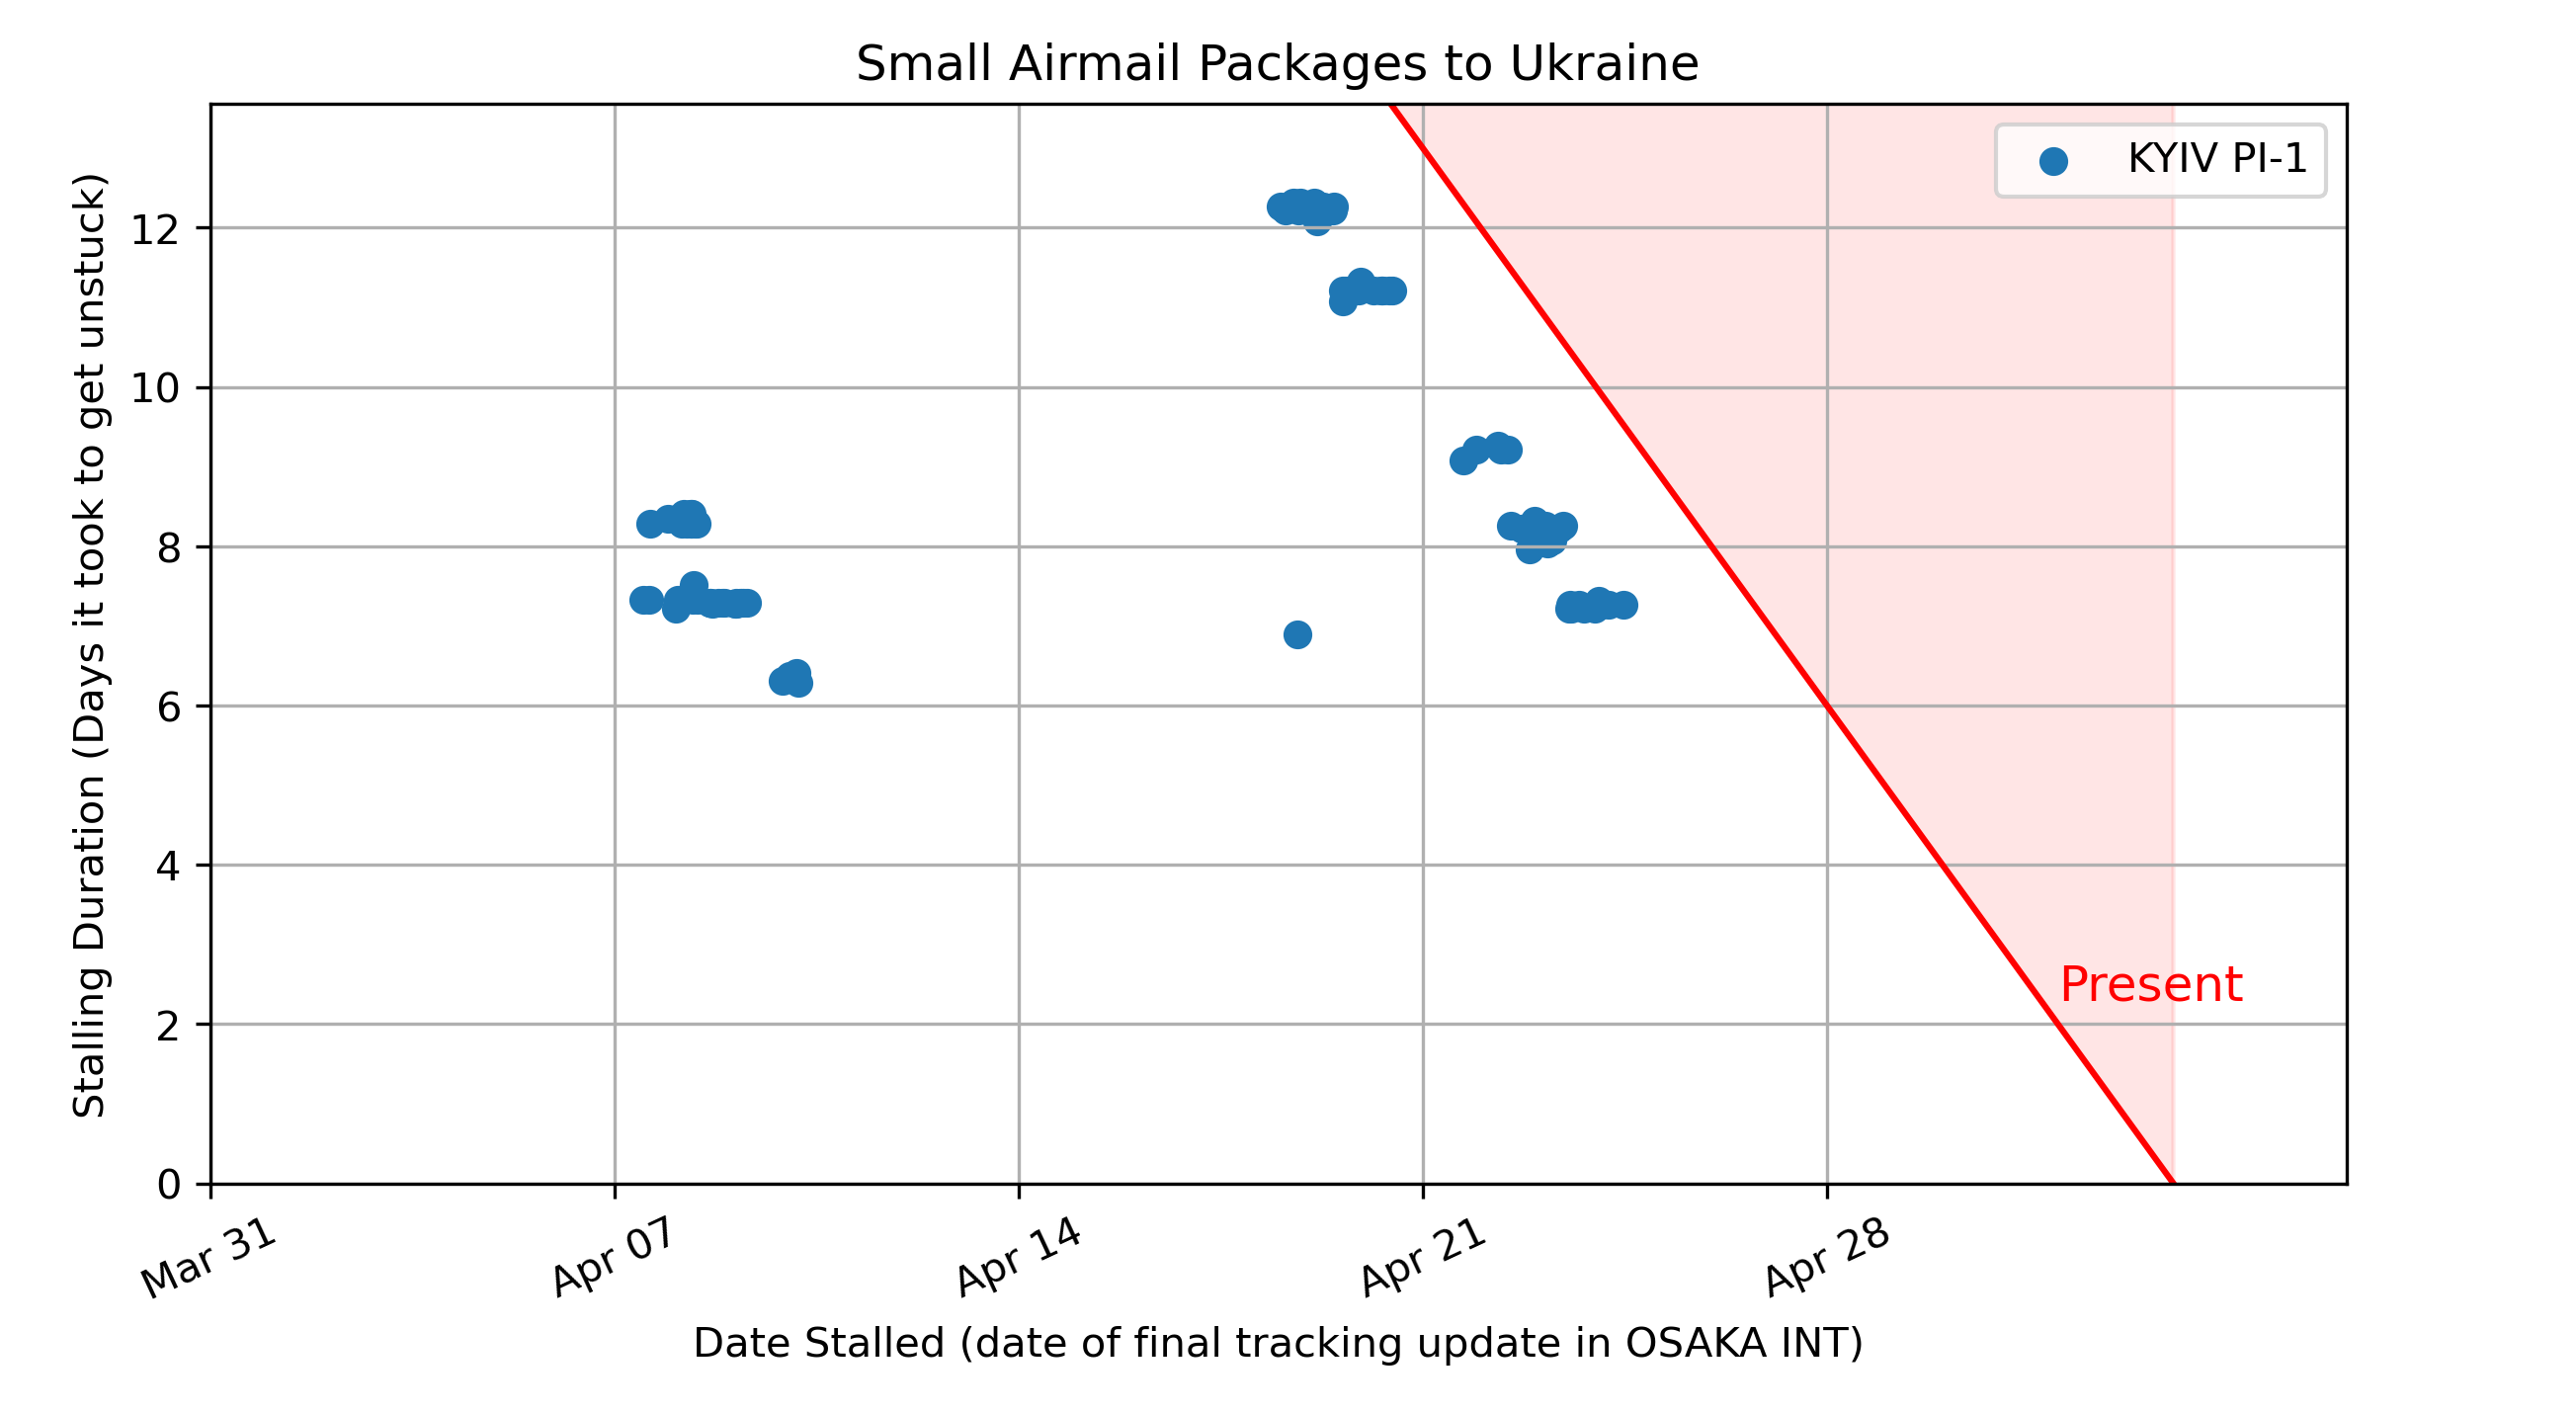 Small Airmail Packages to Ukraine
KYIV PI-1
Stalling Duration (Days it took to get unstuck)
12
10
8
6
4
2
0
Present
Mar 31
Apr 07
Apr 14
Apr 21
Apr 28
Date Stalled (date of final tracking update in OSAKA INT)